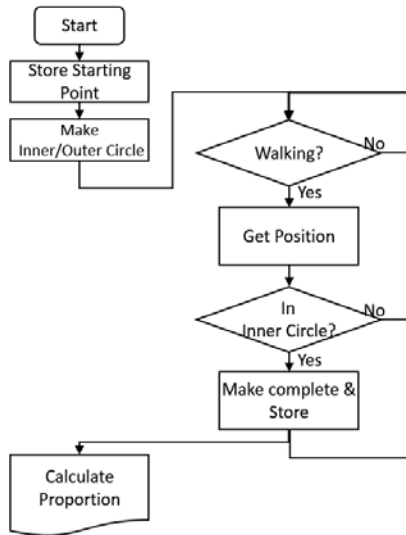 Start
Store Starting
Point
Make
Inner/Outer Circle
Walking?
No
Yes
Get Position
In
Inner Circle?
No
Yes
Make complete &
Store
Calculate
Proportion